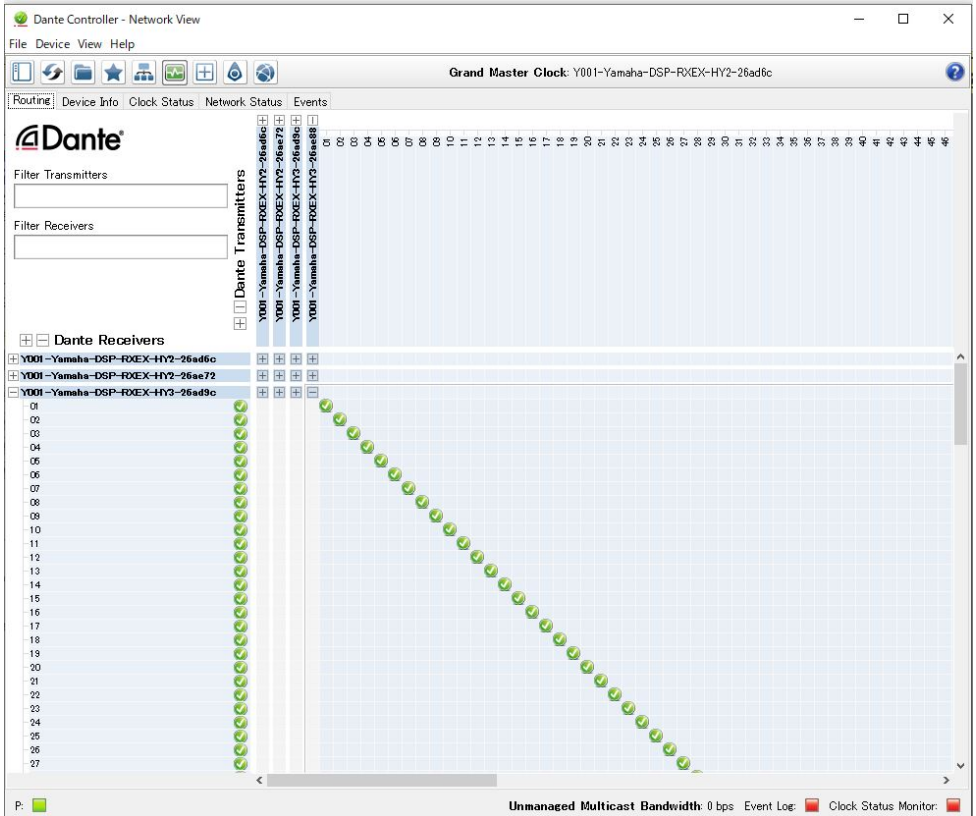 Dante Controller - Network View
File Device View Help
Grand Master Clock: Y001-Yamaha-DSP-RXEX-HY2-26ad6c
Routing Device Info Clock Status Network Status Events
Dante
Filter Transmitters
Filter Receivers
Dante Transmitters
Y001-Yamaha-DSP-RXEX-HY2-26ad6c
Y001-Yamaha-DSP-RXEX-HY2-26ae72
Y001-Yamaha-DSP-RXEX-HY3-26ad9c
Y001-Yamaha-DSP-RXEX-HY3-26ae88
01 02 03 04 05 06 07 08 09 10 11 12 13 14 15 16 17 18 19 20 21 22 23 24 25 26 27 28 29 30 31 32 33 34 35 36 37 38 39 40 41 42 43 44 45 46
Dante Receivers
Y001-Yamaha-DSP-RXEX-HY2-26ad6c
Y001-Yamaha-DSP-RXEX-HY2-26ae72
Y001-Yamaha-DSP-RXEX-HY3-26ad9c
01
02
03
04
05
06
07
08
09
10
11
12
13
14
15
16
17
18
19
20
21
22
23
24
25
26
27
P: Unmanaged Multicast Bandwidth: 0 bps Event Log: Clock Status Monitor: